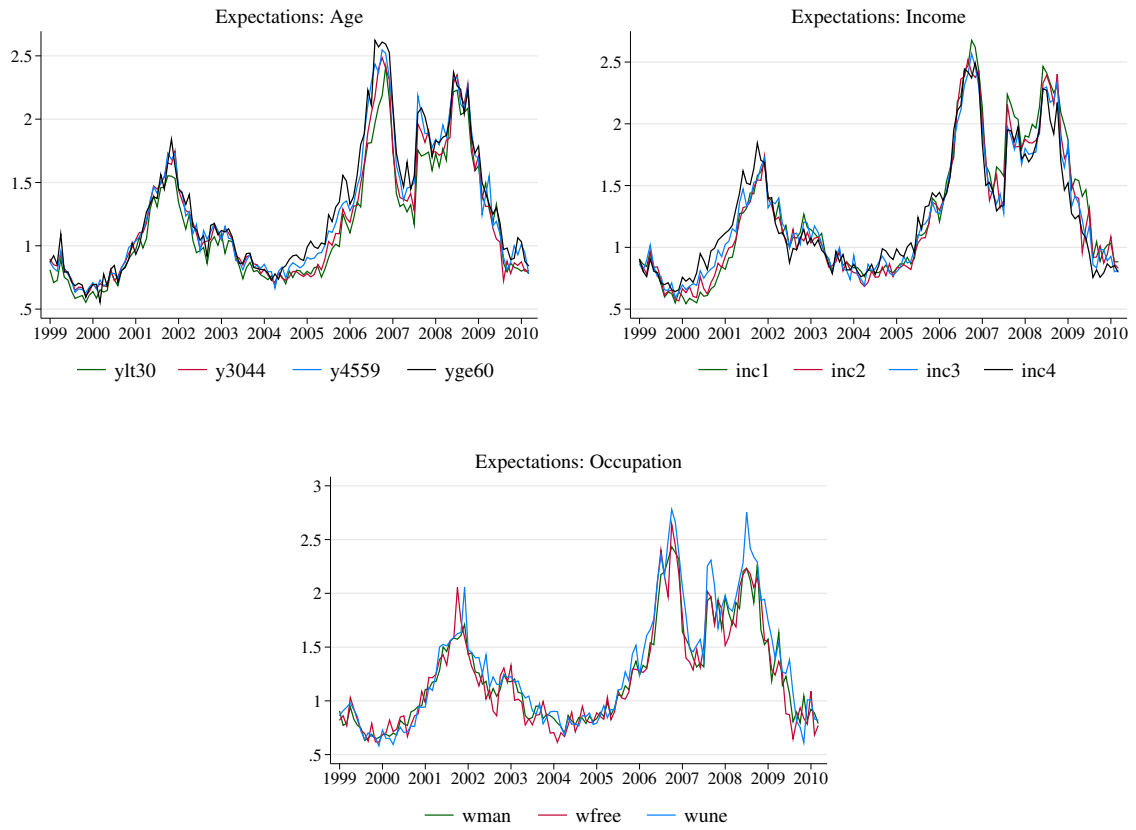 Expectations: Age
2.5
2
1.5
1
.5
1999 2000 2001 2002 2003 2004 2005 2006 2007 2008 2009 2010
ylt30 y3044 y4559 yge60
Expectations: Income
2.5
2
1.5
1
.5
1999 2000 2001 2002 2003 2004 2005 2006 2007 2008 2009 2010
inc1 inc2 inc3 inc4
Expectations: Occupation
3
2.5
2
1.5
1
.5
1999 2000 2001 2002 2003 2004 2005 2006 2007 2008 2009 2010
wman wfree wune